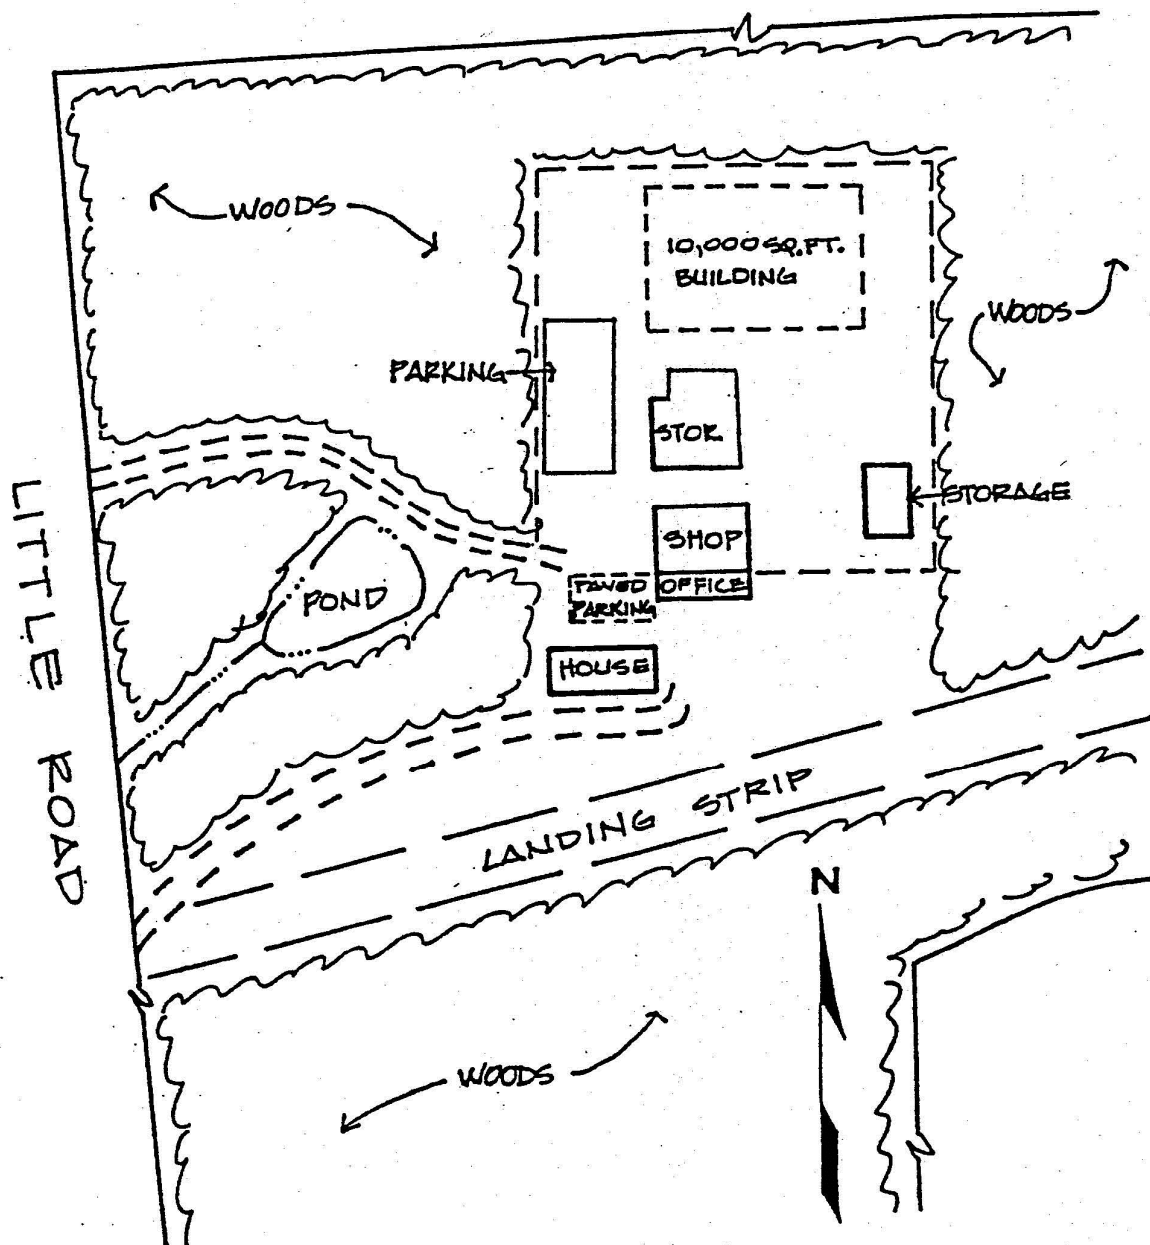 WOODS
10,000 SQ.FT.
BUILDING
WOODS
PARKING
STOR.
STORAGE
SHOP
PAVED
PARKING
OFFICE
POND
HOUSE
LITTLE ROAD
LANDING STRIP
N
WOODS